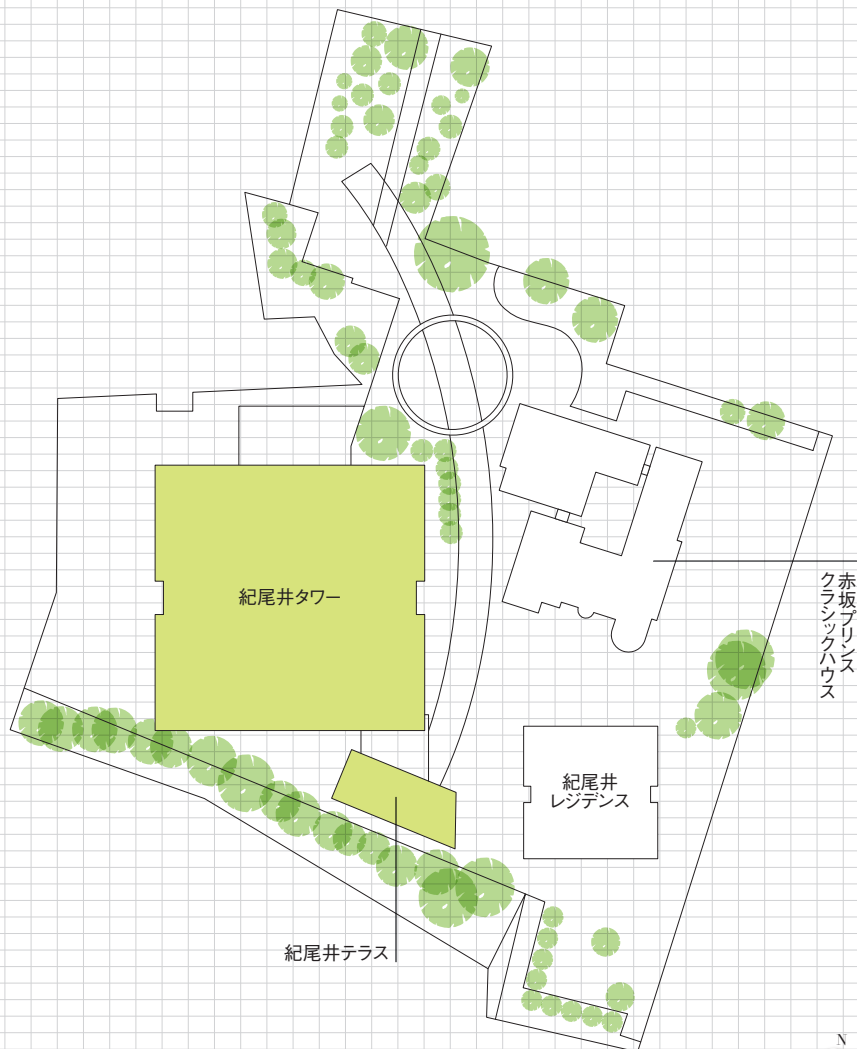 紀尾井タワー
赤坂プリンス
クラシックハウス
紀尾井
レジデンス
紀尾井テラス
N